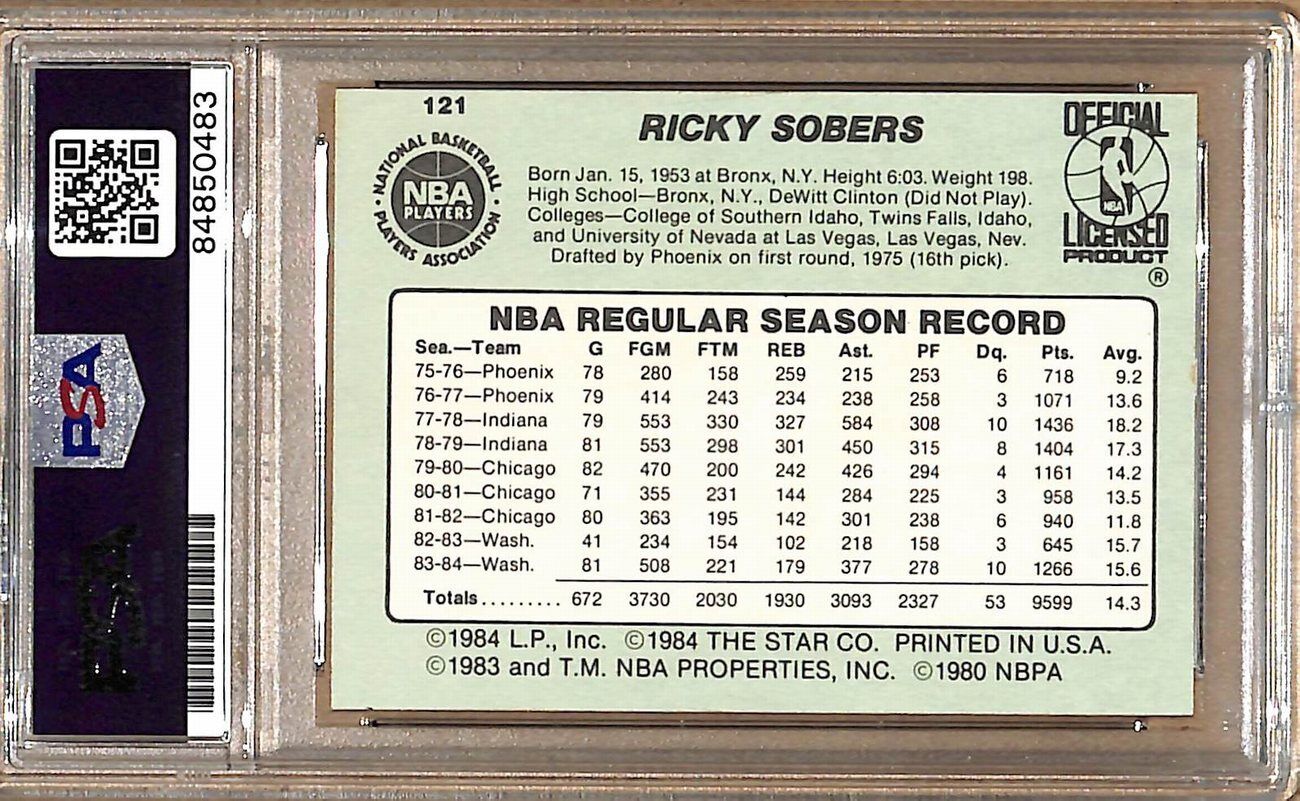 84850483
PSA
121
NATIONAL BASKETBALL
NBA
PLAYERS
PLAYERS ASSOCIATION
RICKY SOBERS
OFFICIAL
NBA
LICENSED
PRODUCT
®
Born Jan. 15, 1953 at Bronx, N.Y. Height 6:03. Weight 198.
High School—Bronx, N.Y., DeWitt Clinton (Did Not Play).
Colleges—College of Southern Idaho, Twins Falls, Idaho,
and University of Nevada at Las Vegas, Las Vegas, Nev.
Drafted by Phoenix on first round, 1975 (16th pick).
NBA REGULAR SEASON RECORD
Sea.—Team G FGM FTM REB Ast. PF Dq. Pts. Avg.
75-76—Phoenix 78 280 158 259 215 253 6 718 9.2
76-77—Phoenix 79 414 243 234 238 258 3 1071 13.6
77-78—Indiana 79 553 330 327 584 308 10 1436 18.2
78-79—Indiana 81 553 298 301 450 315 8 1404 17.3
79-80—Chicago 82 470 200 242 426 294 4 1161 14.2
80-81—Chicago 71 355 231 144 284 225 3 958 13.5
81-82—Chicago 80 363 195 142 301 238 6 940 11.8
82-83—Wash. 41 234 154 102 218 158 3 645 15.7
83-84—Wash. 81 508 221 179 377 278 10 1266 15.6
Totals......... 672 3730 2030 1930 3093 2327 53 9599 14.3
©1984 L.P., Inc. ©1984 THE STAR CO. PRINTED IN U.S.A.
©1983 and T.M. NBA PROPERTIES, INC. ©1980 NBPA